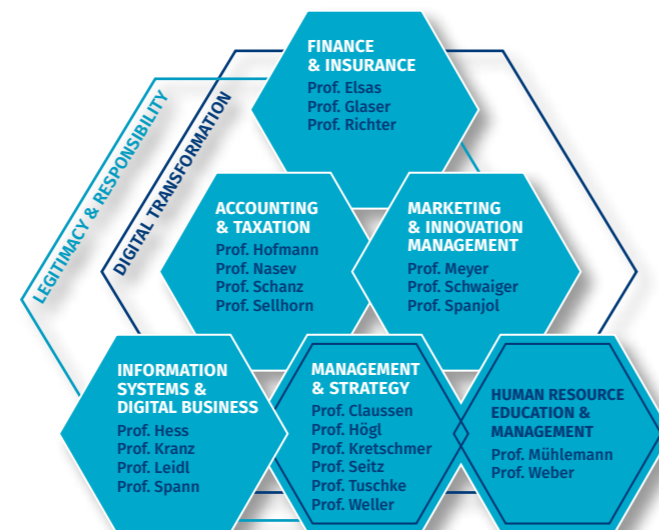 FINANCE
& INSURANCE
Prof. Elsas
Prof. Glaser
Prof. Richter
LEGITIMACY & RESPONSIBILITY
DIGITAL TRANSFORMATION
ACCOUNTING
& TAXATION
Prof. Hofmann
Prof. Nasev
Prof. Schanz
Prof. Sellhorn
MARKETING
& INNOVATION
MANAGEMENT
Prof. Meyer
Prof. Schwaiger
Prof. Spanjol
INFORMATION
SYSTEMS &
DIGITAL BUSINESS
Prof. Hess
Prof. Kranz
Prof. Leidl
Prof. Spann
MANAGEMENT
& STRATEGY
Prof. Claussen
Prof. Högl
Prof. Kretschmer
Prof. Seitz
Prof. Tuschke
Prof. Weller
HUMAN RESOURCE
EDUCATION &
MANAGEMENT
Prof. Mühlemann
Prof. Weber